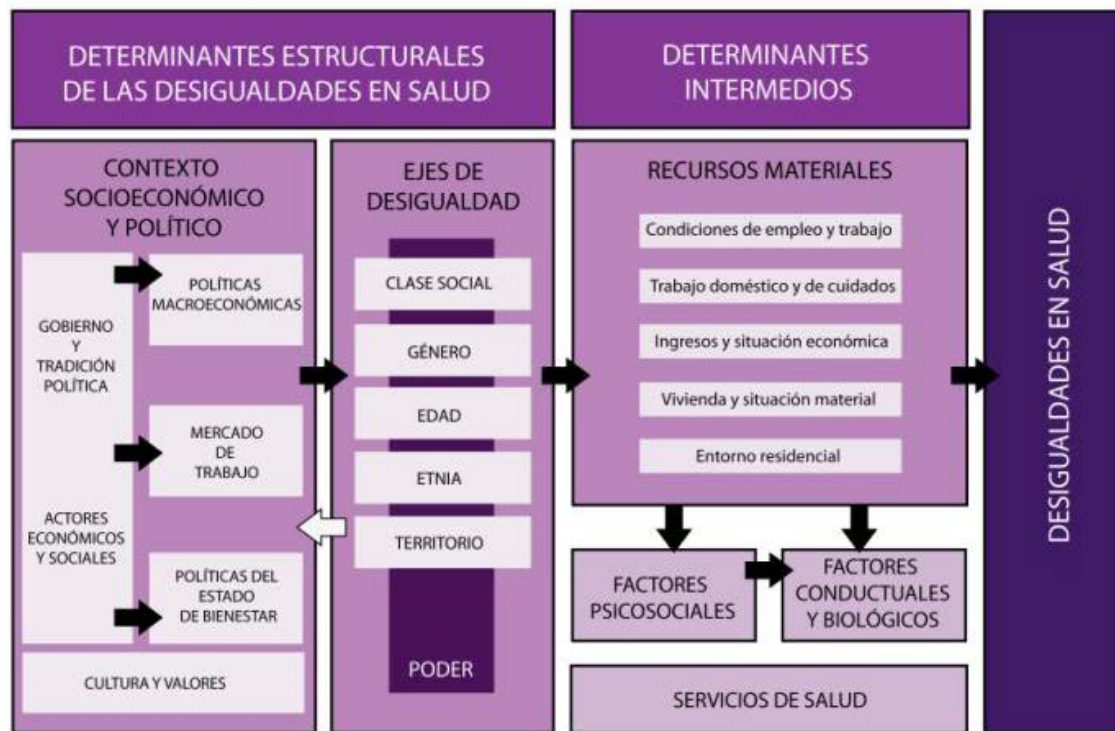 DETERMINANTES ESTRUCTURALES
DE LAS DESIGUALDADES EN SALUD
CONTEXTO
SOCIOECONÓMICO
Y POLÍTICO
GOBIERNO
Y
TRADICIÓN
POLÍTICA
ACTORES
ECONÓMICOS
Y SOCIALES
POLÍTICAS
MACROECONÓMICAS
MERCADO
DE
TRABAJO
POLÍTICAS DEL
ESTADO
DE BIENESTAR
CULTURA Y VALORES
EJES DE
DESIGUALDAD
CLASE SOCIAL
GÉNERO
EDAD
ETNIA
TERRITORIO
PODER
DETERMINANTES
INTERMEDIOS
RECURSOS MATERIALES
Condiciones de empleo y trabajo
Trabajo doméstico y de cuidados
Ingresos y situación económica
Vivienda y situación material
Entorno residencial
FACTORES
PSICOSOCIALES
FACTORES
CONDUCTUALES
Y BIOLÓGICOS
SERVICIOS DE SALUD
DESIGUALDADES EN SALUD